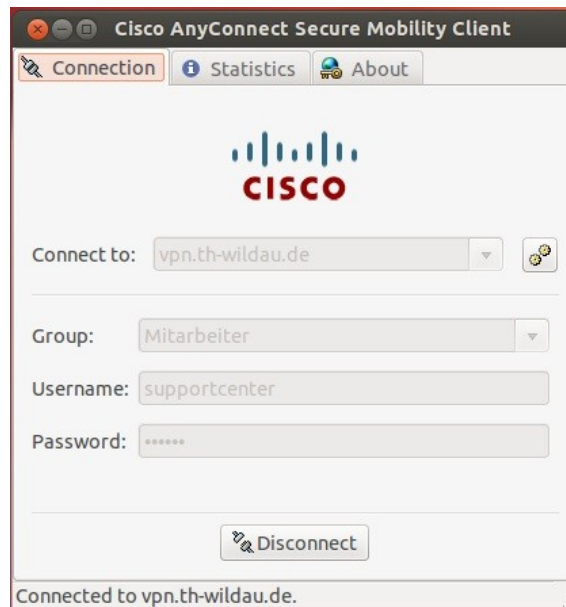 Cisco AnyConnect Secure Mobility Client
Connection Statistics About
CISCO
Connect to: vpn.th-wildau.de
Group: Mitarbeiter
Username: supportcenter
Password: ••••••
Disconnect
Connected to vpn.th-wildau.de.